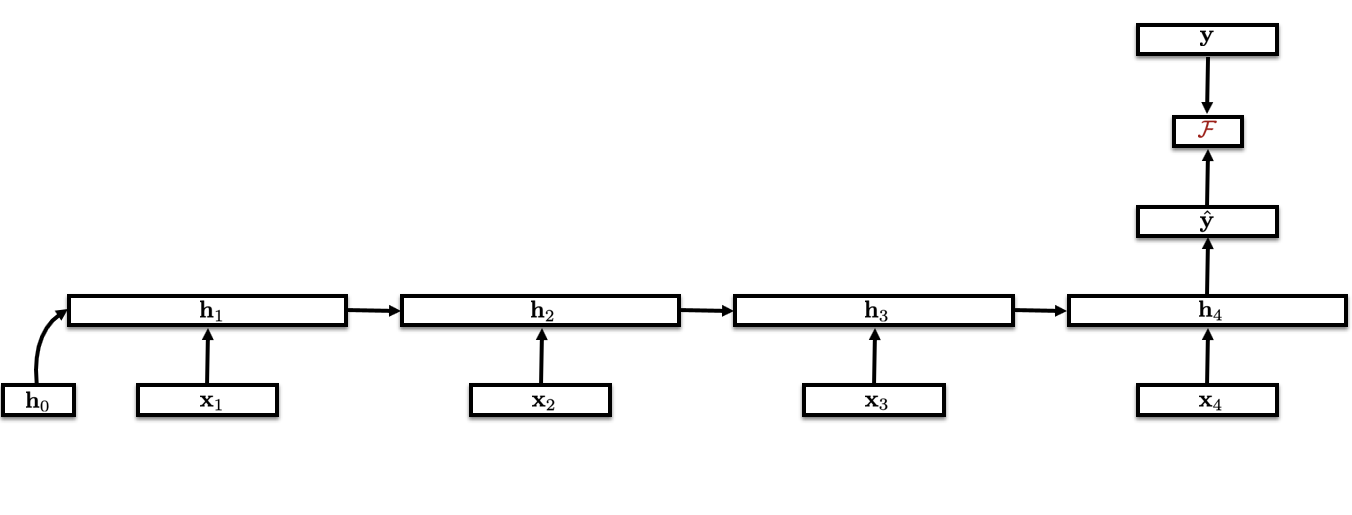 y
ℱ
ŷ
h₁ h₂ h₃ h₄
h₀ x₁ x₂ x₃ x₄